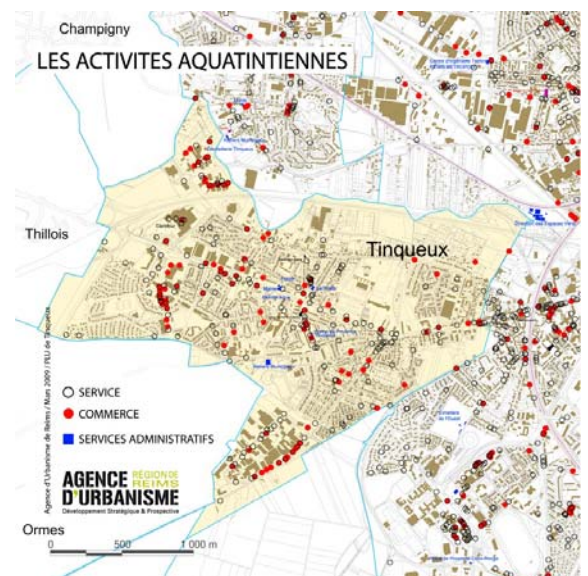 Champigny
LES ACTIVITES AQUATINTIENNES
Thillois
Tinqueux
Carrefour
SERVICE
COMMERCE
SERVICES ADMINISTRATIFS
Agence d'Urbanisme de Reims / Mars 2009 / PLU de Tinqueux
AGENCE RÉGION DE
REIMS
D'URBANISME
Développement Stratégique & Prospective
Ormes
0 500 1 000 m